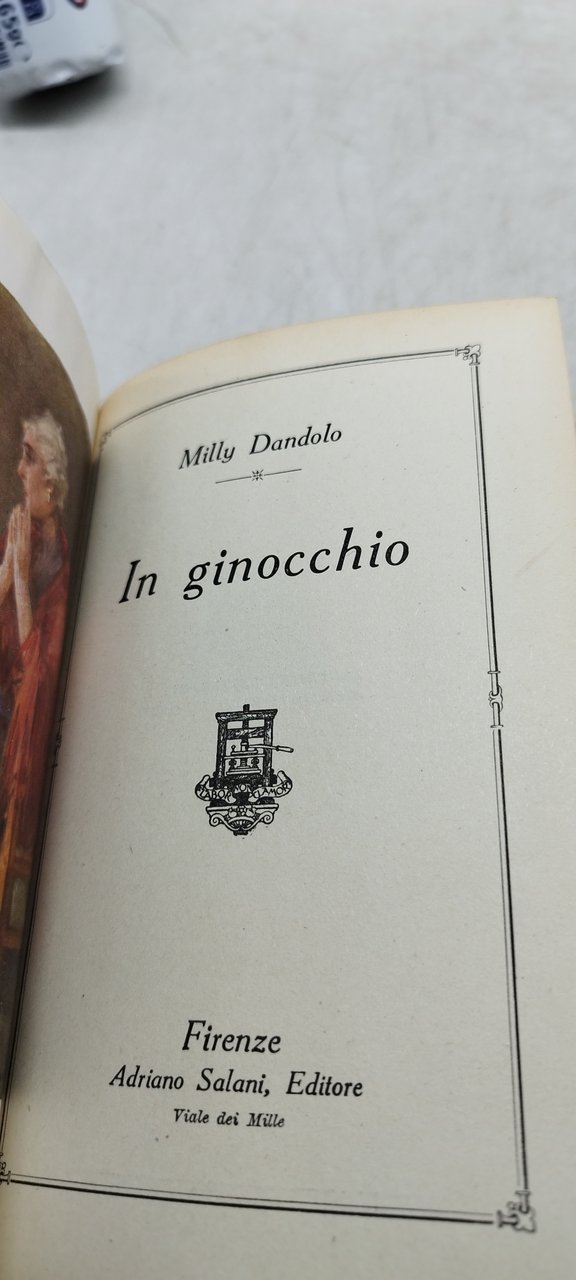 Milly Dandolo
In ginocchio
Firenze
Adriano Salani, Editore
Viale dei Mille